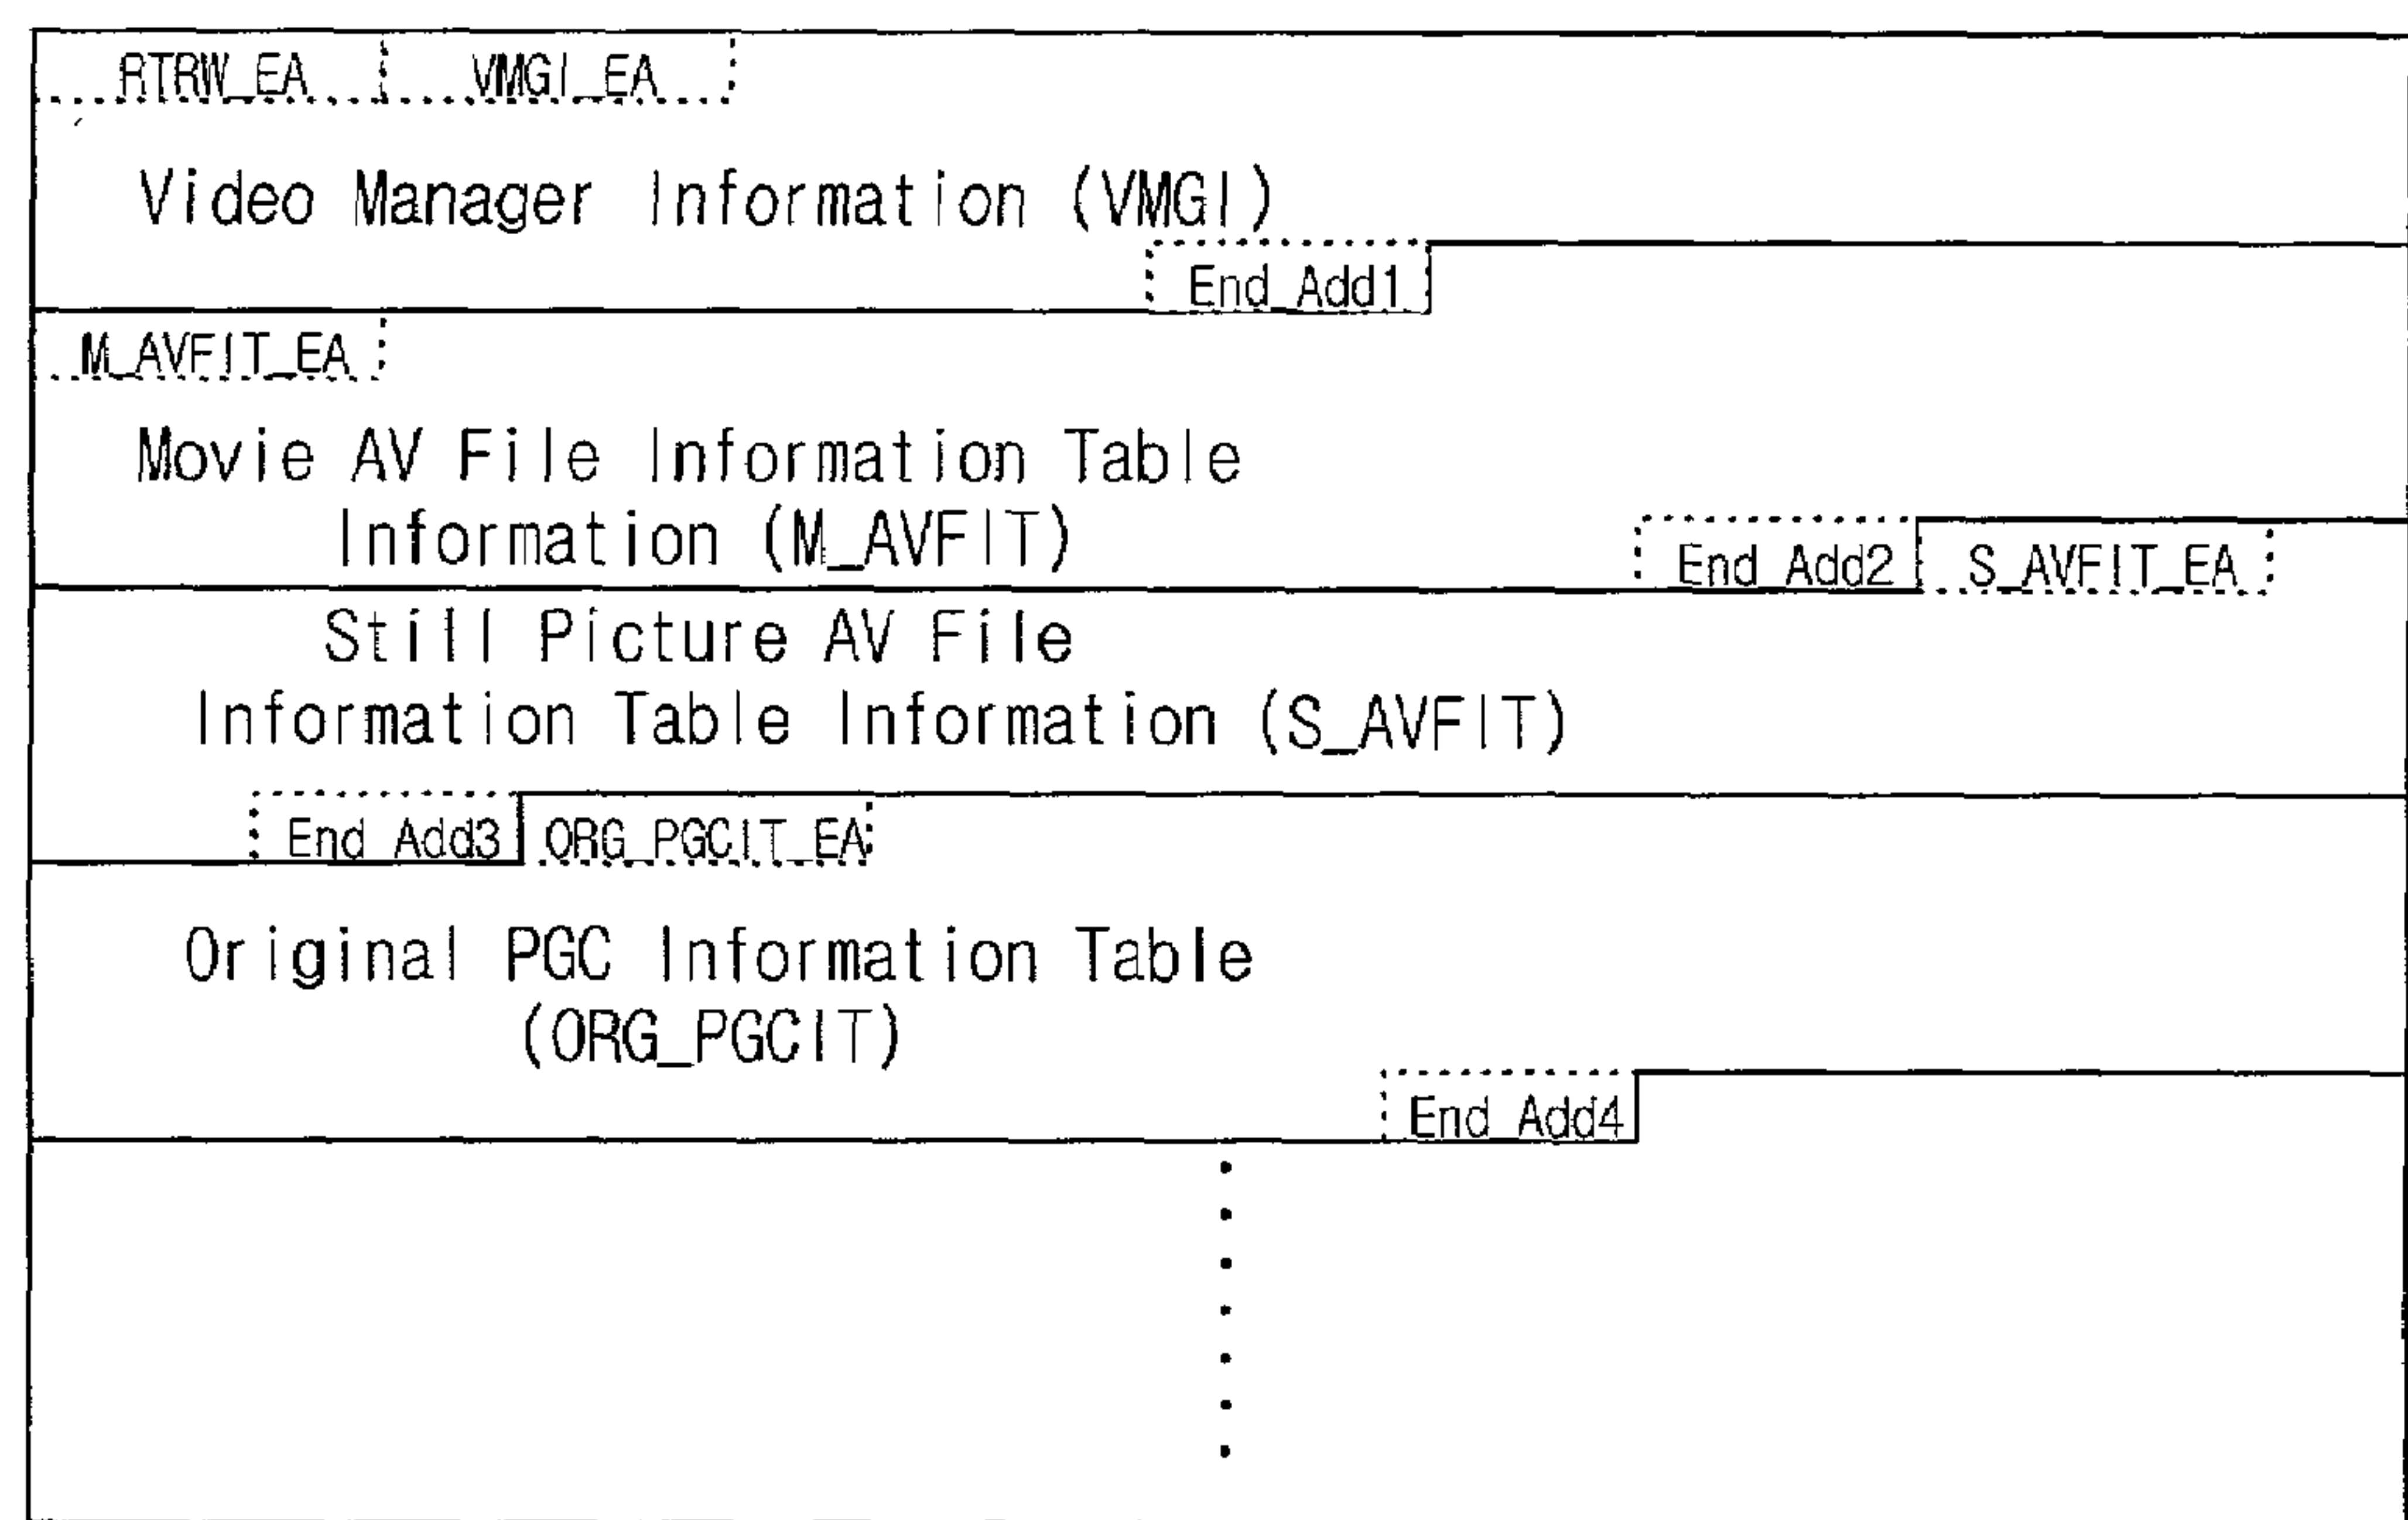 RTRW_EA VMGI_EA
Video Manager Information (VMGI)
End_Add1
M_AVFIT_EA
Movie AV File Information Table
Information (M_AVFIT)
End_Add2 S_AVFIT_EA
Still Picture AV File
Information Table Information (S_AVFIT)
End_Add3 ORG_PGCIT_EA
Original PGC Information Table
(ORG_PGCIT)
End_Add4